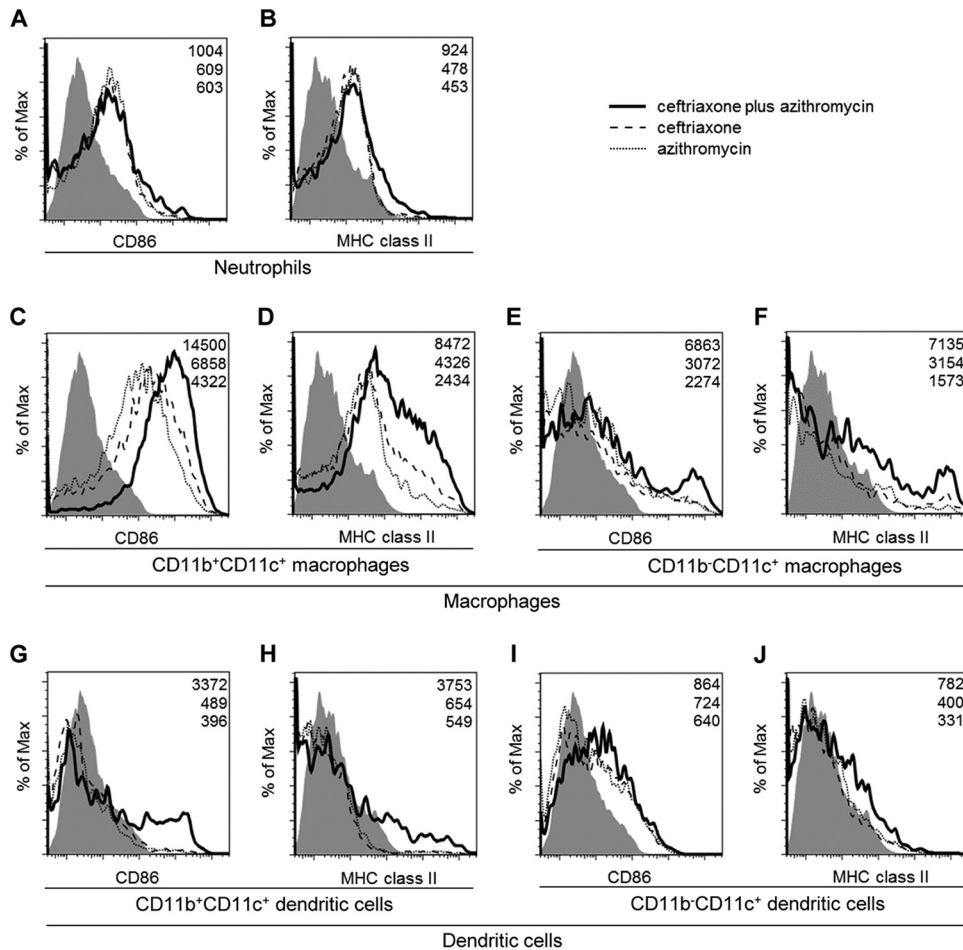 A
B
1004
609
603
924
478
453
% of Max
% of Max
CD86
MHC class II
Neutrophils
ceftriaxone plus azithromycin
ceftriaxone
azithromycin
C
D
E
F
14500
6858
4322
8472
4326
2434
6863
3072
2274
7135
3154
1573
% of Max
% of Max
% of Max
% of Max
CD86
MHC class II
CD86
MHC class II
CD11b⁺CD11c⁺ macrophages
CD11b⁻CD11c⁺ macrophages
Macrophages
G
H
I
J
3372
489
396
3753
654
549
864
724
640
782
400
331
% of Max
% of Max
% of Max
% of Max
CD86
MHC class II
CD86
MHC class II
CD11b⁺CD11c⁺ dendritic cells
CD11b⁻CD11c⁺ dendritic cells
Dendritic cells